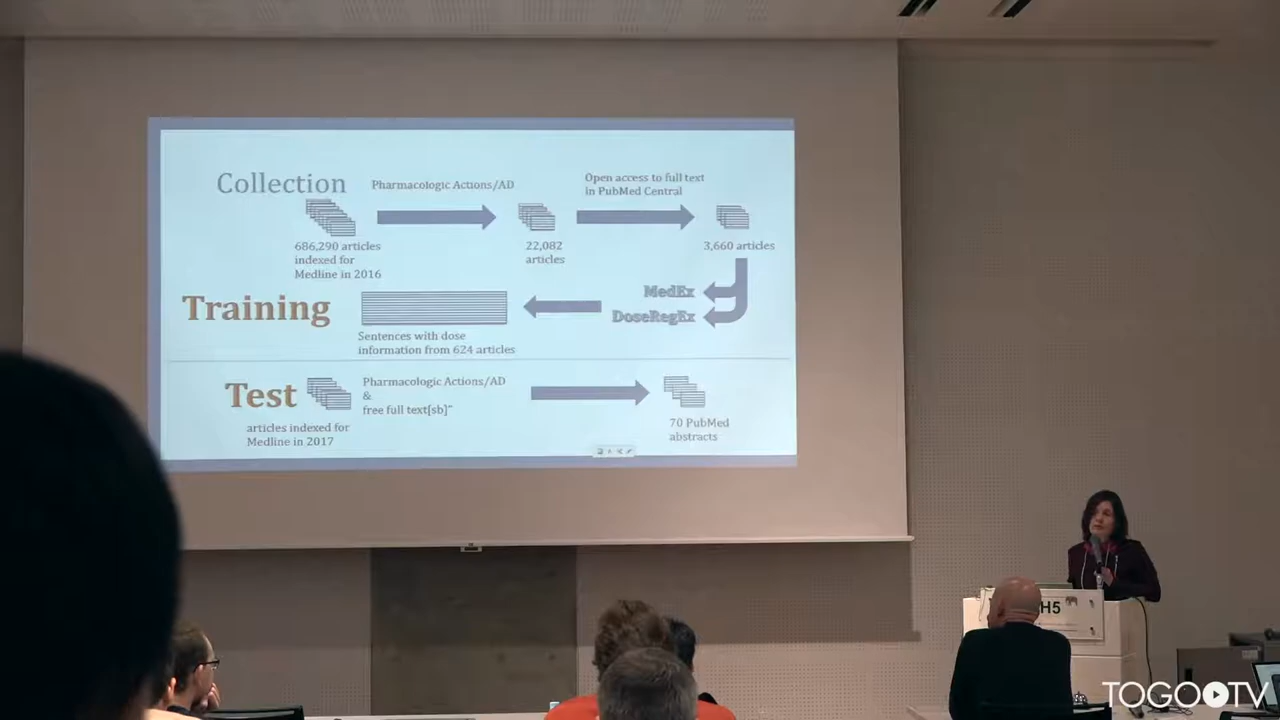 Collection
Pharmacologic Actions/AD
Open access to full text
in PubMed Central
686,290 articles
indexed for
Medline in 2016
22,082
articles
3,660 articles
Training
MedEx
DoseRegEx
Sentences with dose
information from 624 articles
Test
Pharmacologic Actions/AD
&
free full text[sb]"
articles indexed for
Medline in 2017
70 PubMed
abstracts
H5
TOGOTV